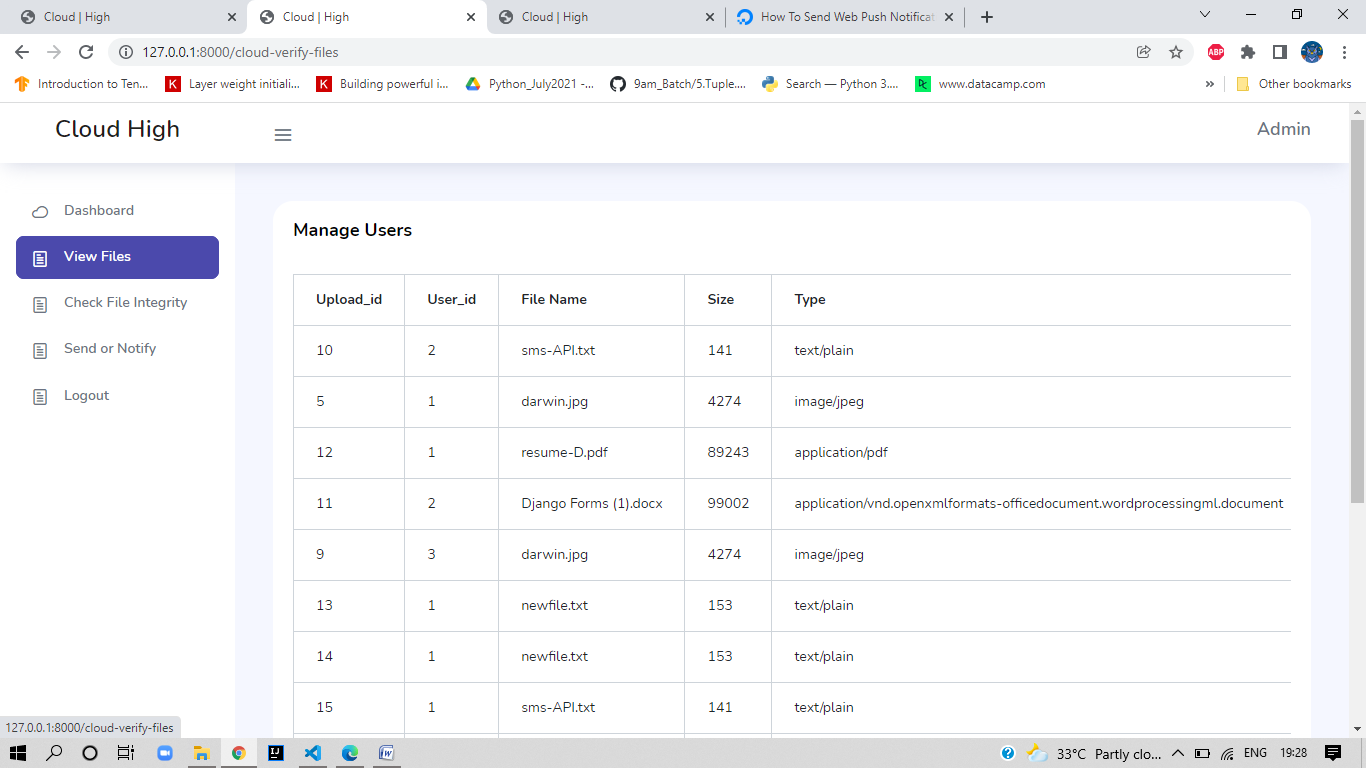 Cloud | High
Cloud | High
Cloud | High
How To Send Web Push Notificat
127.0.0.1:8000/cloud-verify-files
ABP
Introduction to Ten...
K Layer weight initiali...
K Building powerful i...
Python_July2021 -...
9am_Batch/5.Tuple....
Search — Python 3....
DC www.datacamp.com
»
Other bookmarks
Cloud High
Admin
Dashboard
View Files
Check File Integrity
Send or Notify
Logout
Manage Users
Upload_id User_id File Name Size Type
10 2 sms-API.txt 141 text/plain
5 1 darwin.jpg 4274 image/jpeg
12 1 resume-D.pdf 89243 application/pdf
11 2 Django Forms (1).docx 99002 application/vnd.openxmlformats-officedocument.wordprocessingml.document
9 3 darwin.jpg 4274 image/jpeg
13 1 newfile.txt 153 text/plain
14 1 newfile.txt 153 text/plain
15 1 sms-API.txt 141 text/plain
127.0.0.1:8000/cloud-verify-files
33°C Partly clo... ENG 19:28